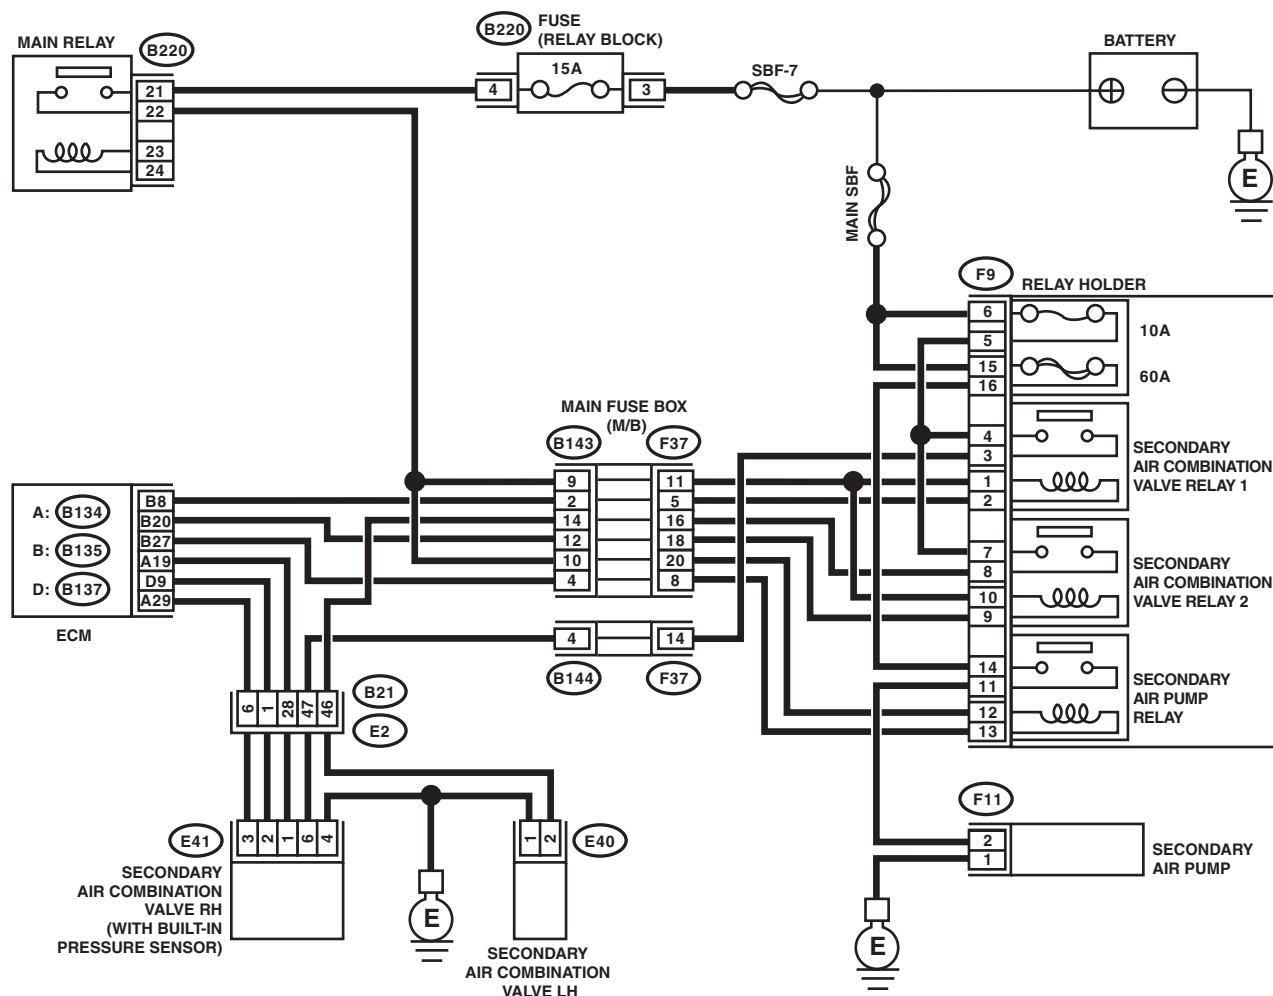 MAIN RELAY
B220
21
22
23
24
B220
FUSE
(RELAY BLOCK)
15A
4
3
SBF-7
BATTERY
E
MAIN SBF
F9
RELAY HOLDER
6
5
15
16
4
3
1
2
7
8
10
9
14
11
12
13
10A
60A
SECONDARY
AIR COMBINATION
VALVE RELAY 1
SECONDARY
AIR COMBINATION
VALVE RELAY 2
SECONDARY
AIR PUMP
RELAY
MAIN FUSE BOX
(M/B)
B143
F37
9
2
14
12
10
4
11
5
16
18
20
8
4
14
B144
F37
A: B134
B: B135
D: B137
ECM
B8
B20
B27
A19
D9
A29
6
1
28
47
46
B21
E2
E41
3
2
1
6
4
SECONDARY
AIR COMBINATION
VALVE RH
(WITH BUILT-IN
PRESSURE SENSOR)
E
1
2
E40
SECONDARY
AIR COMBINATION
VALVE LH
F11
2
1
SECONDARY
AIR PUMP
E